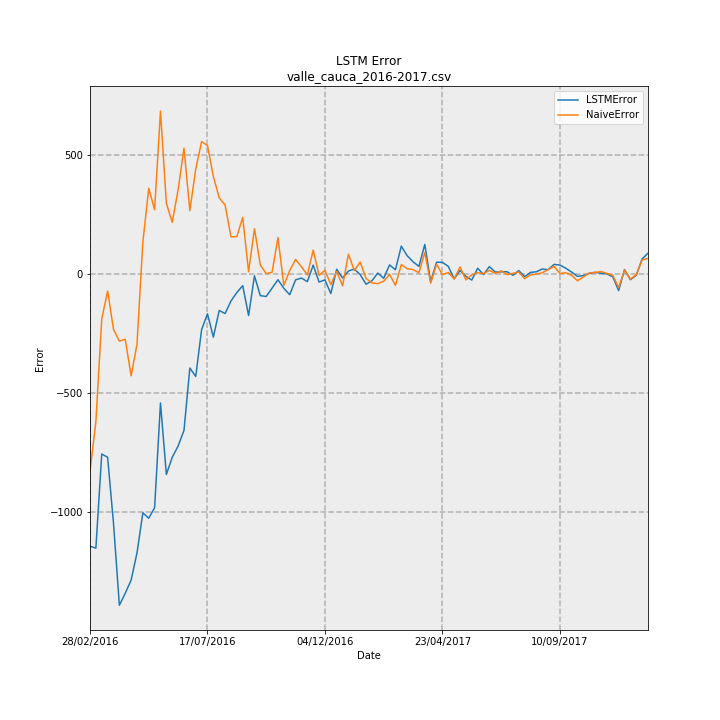 LSTM Error
valle_cauca_2016-2017.csv
LSTMError
NaiveError
500
0
−500
−1000
Error
28/02/2016
17/07/2016
04/12/2016
23/04/2017
10/09/2017
Date